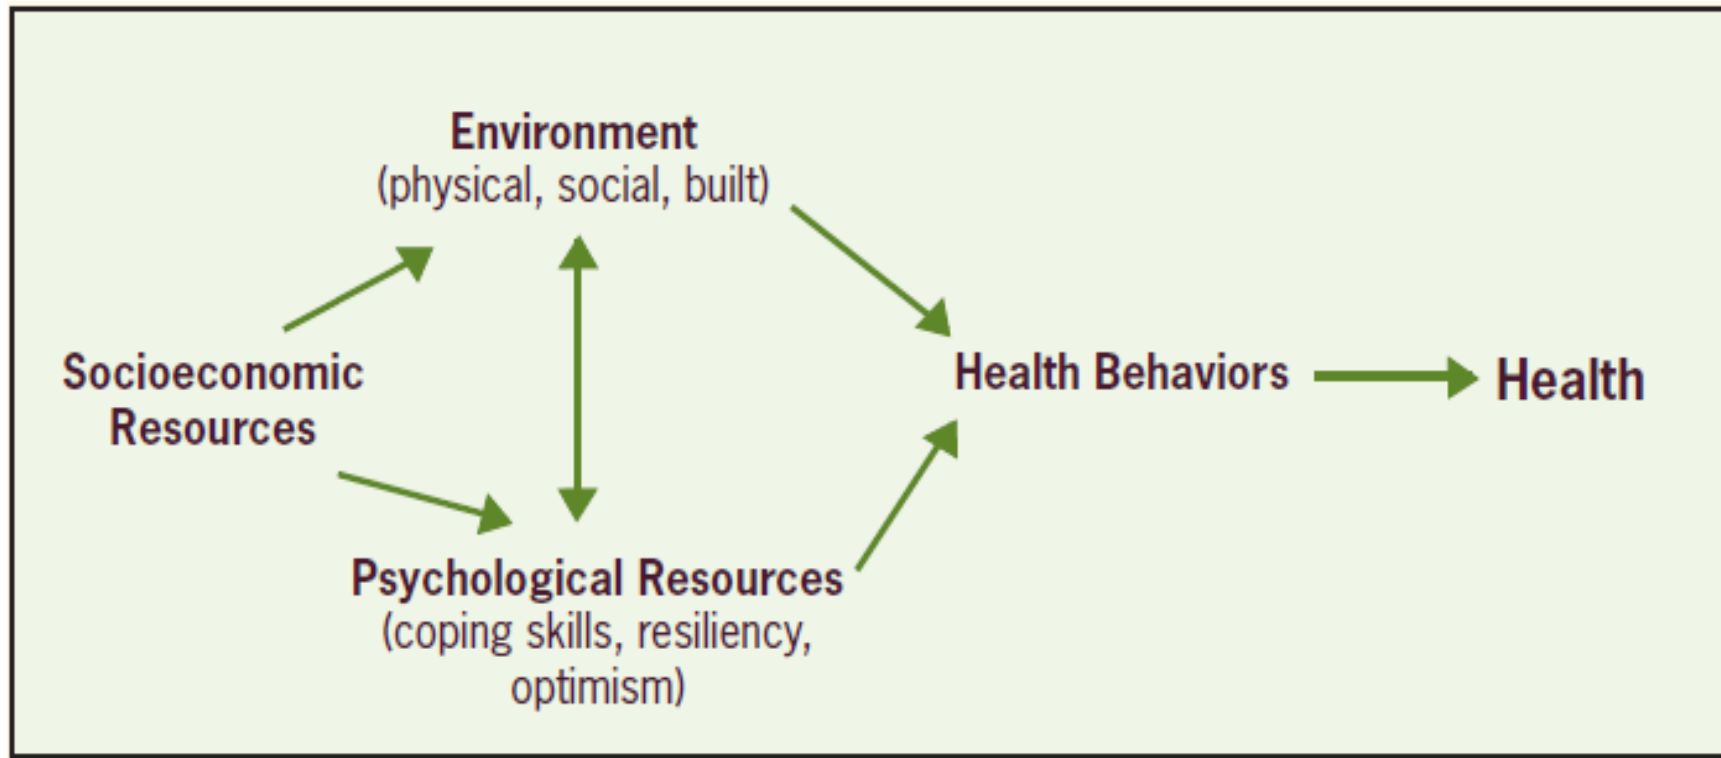 Environment
(physical, social, built)
Socioeconomic
Resources
Health Behaviors
Health
Psychological Resources
(coping skills, resiliency,
optimism)